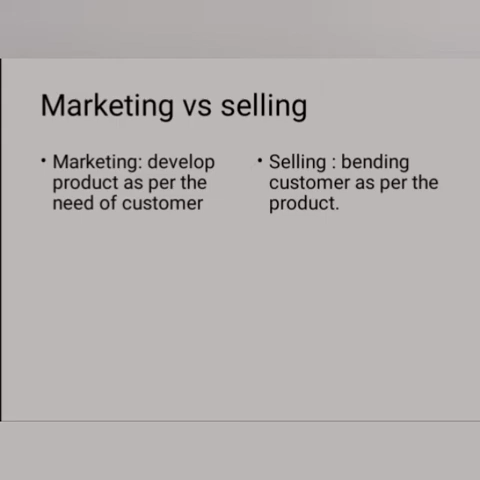 Marketing vs selling
• Marketing: develop
product as per the
need of customer
• Selling : bending
customer as per the
product.